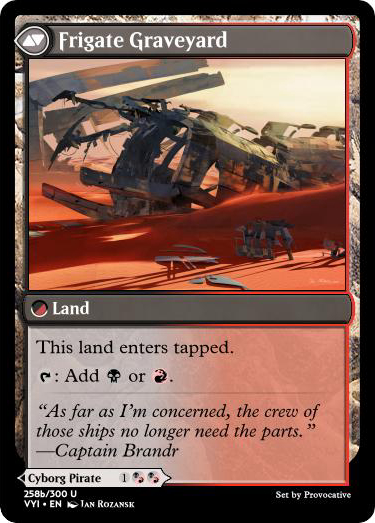 Frigate Graveyard
Land
This land enters tapped.
: Add or .
“As far as I’m concerned, the crew of
those ships no longer need the parts.”
—Captain Brandr
Cyborg Pirate 1
258b/300 U
VYI • EN Jan Rozansk
Set by Provocative